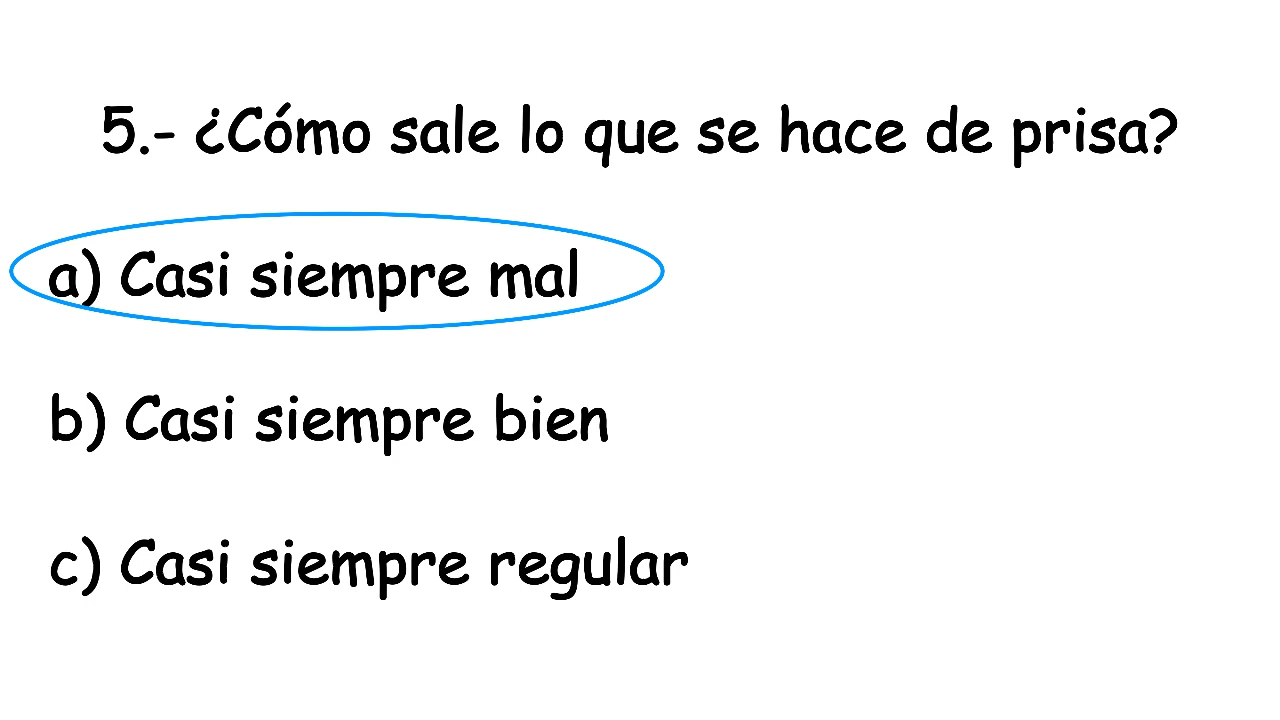 5.- ¿Cómo sale lo que se hace de prisa?
a) Casi siempre mal
b) Casi siempre bien
c) Casi siempre regular